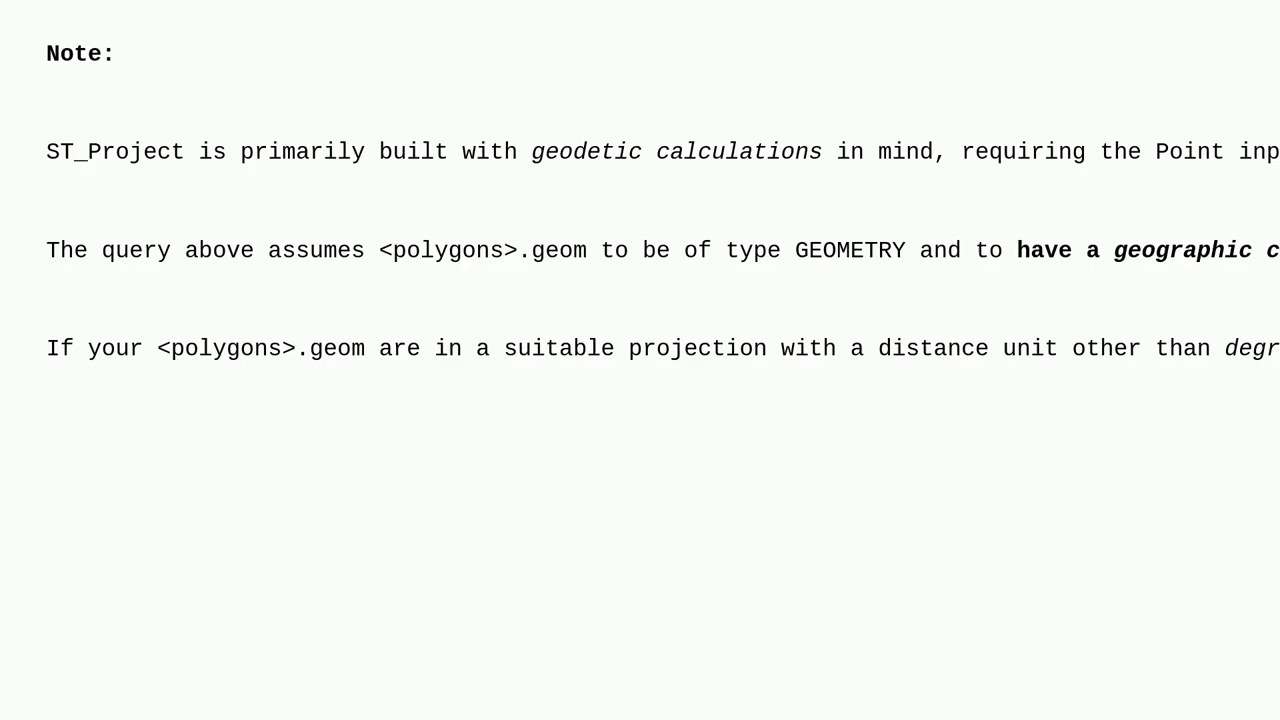 Note:
ST_Project is primarily built with geodetic calculations in mind, requiring the Point inp
The query above assumes <polygons>.geom to be of type GEOMETRY and to have a geographic c
If your <polygons>.geom are in a suitable projection with a distance unit other than degr